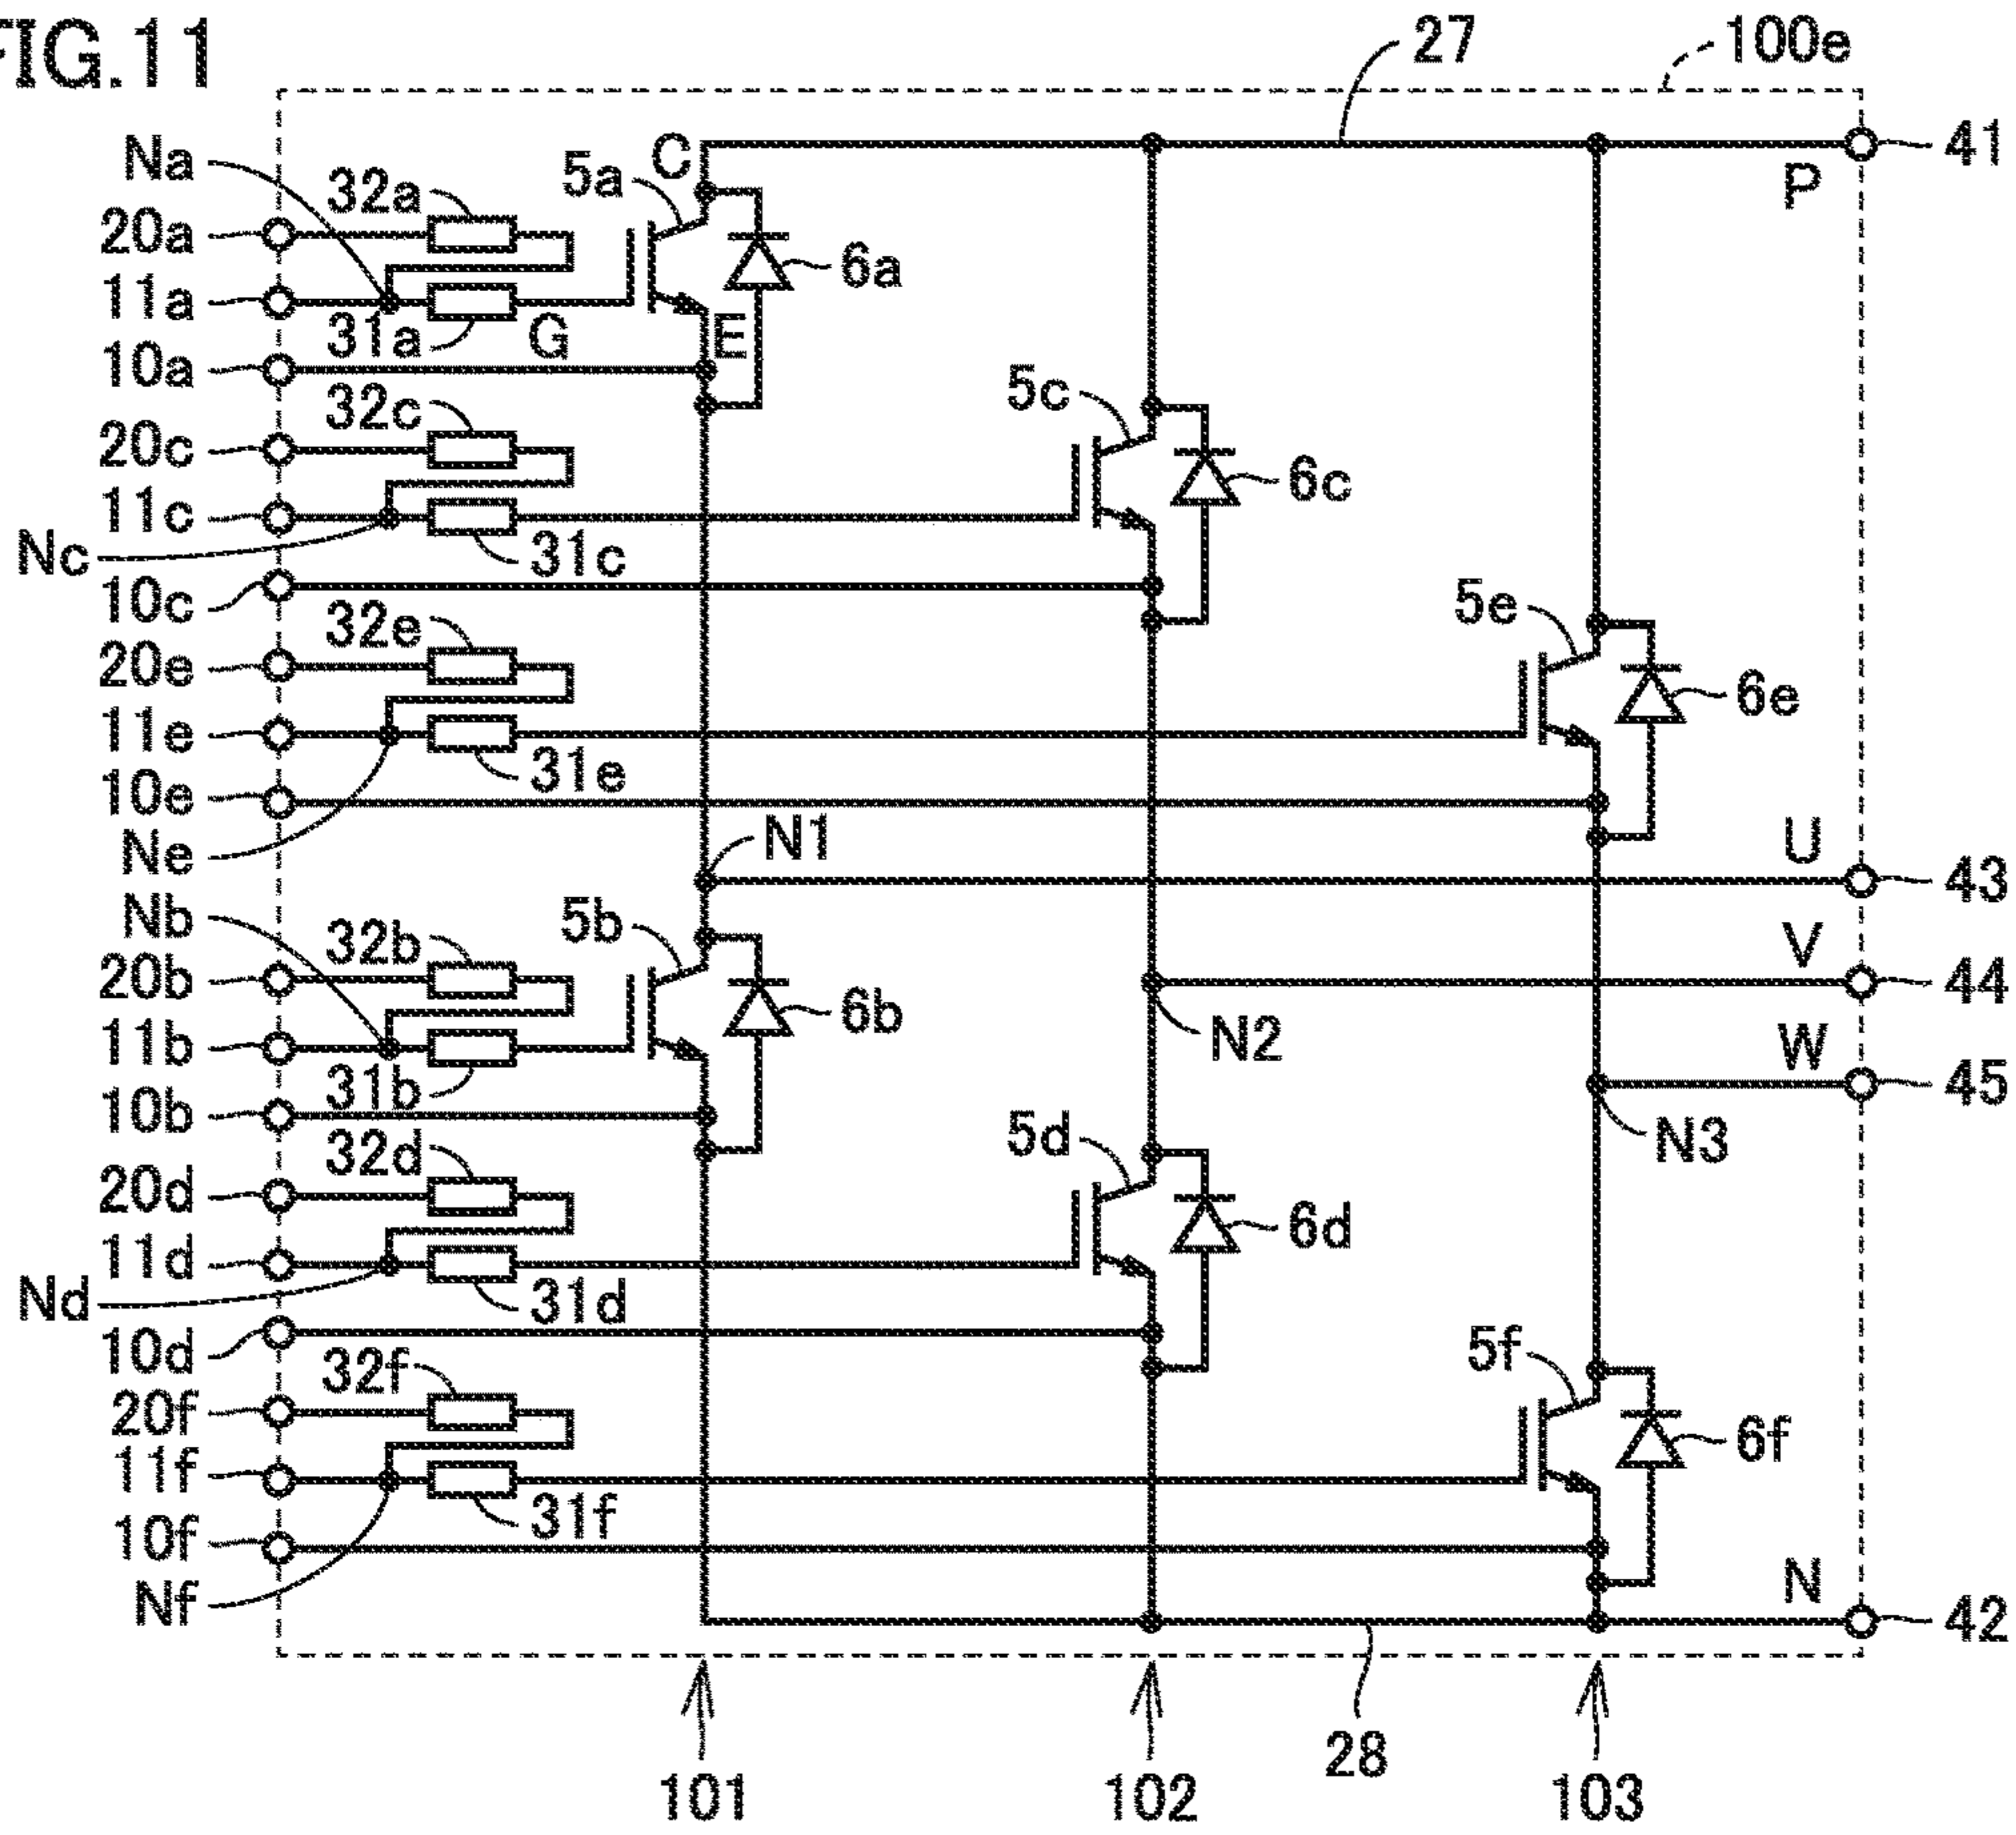 FIG.11
27
100e
Na
32a
5a
C
41
P
20a
6a
11a
31a
G
E
10a
32c
5c
20c
6c
11c
Nc
31c
10c
32e
5e
20e
6e
11e
31e
10e
Ne
N1
U
43
Nb
32b
5b
V
20b
6b
44
11b
N2
W
31b
45
10b
32d
5d
N3
20d
6d
11d
Nd
31d
10d
32f
5f
20f
6f
11f
31f
10f
Nf
N
42
28
101
102
103